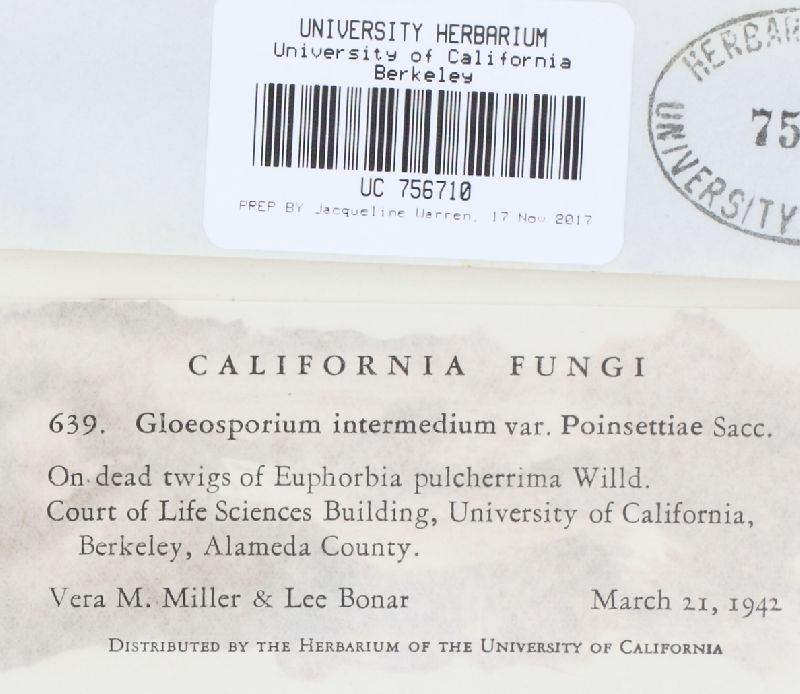 UNIVERSITY HERBARIUM
University of California
Berkeley
UC 756710
PREP BY Jacqueline Warren, 17 Nov 2017
HERBAR
75
UNIVERSITY
CALIFORNIA FUNGI
639. Gloeosporium intermedium var. Poinsettiae Sacc.
On dead twigs of Euphorbia pulcherrima Willd.
Court of Life Sciences Building, University of California,
Berkeley, Alameda County.
Vera M. Miller & Lee Bonar March 21, 1942
Distributed by the Herbarium of the University of California